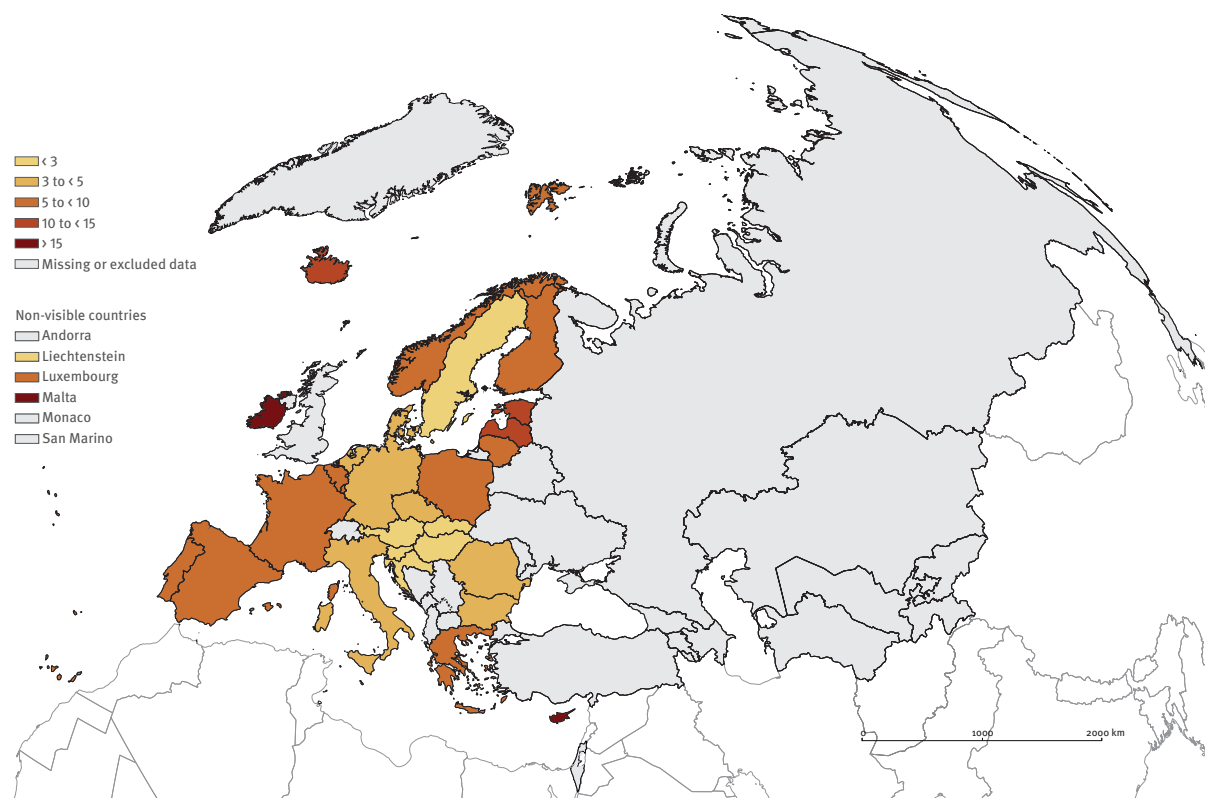 < 3
3 to < 5
5 to < 10
10 to < 15
> 15
Missing or excluded data
Non-visible countries
Andorra
Liechtenstein
Luxembourg
Malta
Monaco
San Marino
0 1000 2000 km